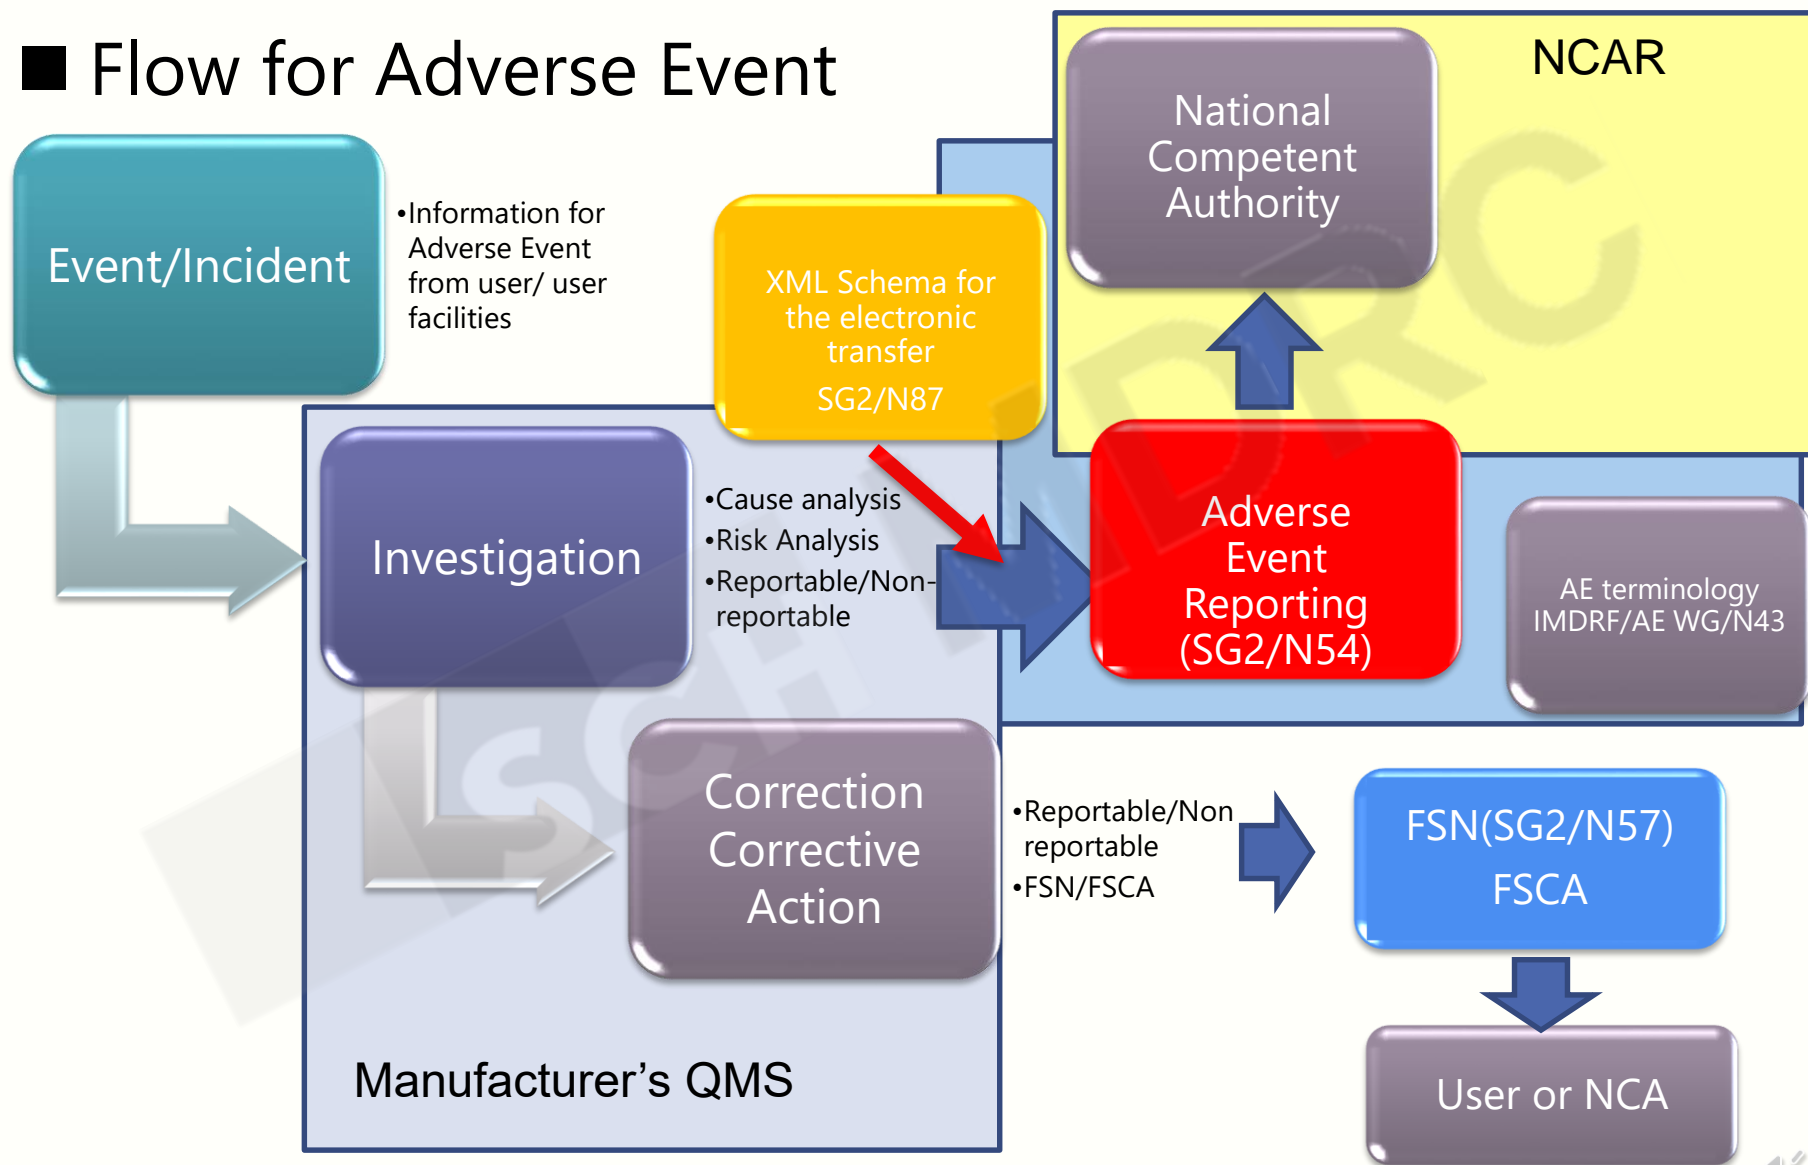 ■ Flow for Adverse Event
NCAR
National
Competent
Authority
Event/Incident
•Information for
Adverse Event
from user/ user
facilities
XML Schema for
the electronic
transfer
SG2/N87
Investigation
•Cause analysis
•Risk Analysis
•Reportable/Non-
reportable
Adverse
Event
Reporting
(SG2/N54)
AE terminology
IMDRF/AE WG/N43
Correction
Corrective
Action
•Reportable/Non
reportable
•FSN/FSCA
FSN(SG2/N57)
FSCA
Manufacturer’s QMS
User or NCA
SCH MDRC